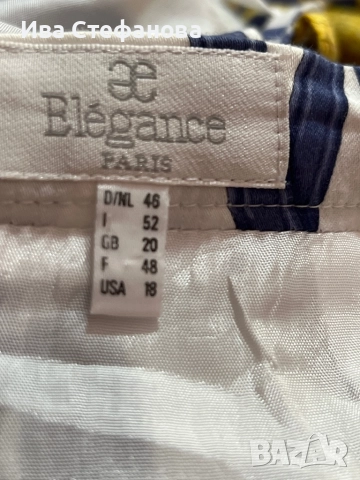 Ива Стефанова
æ
Elégance
PARIS
D/NL 46
I 52
GB 20
F 48
USA 18
BAZAR